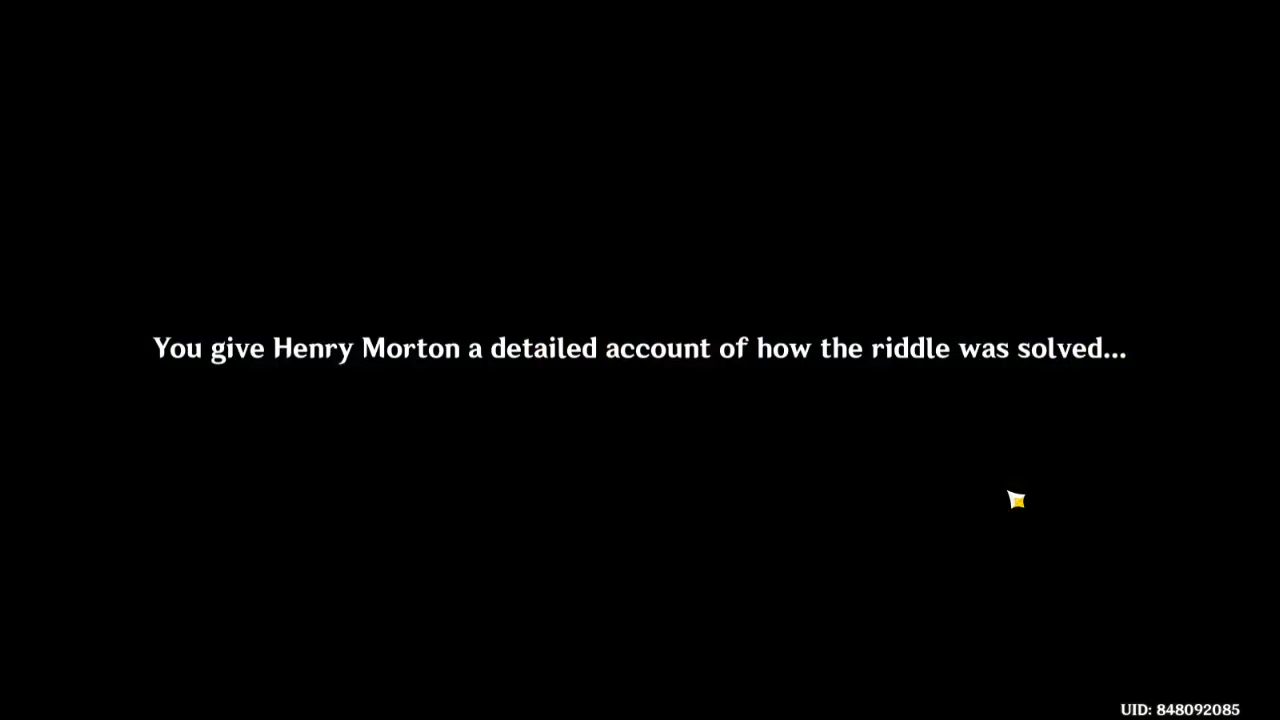 You give Henry Morton a detailed account of how the riddle was solved...
UID: 848092085